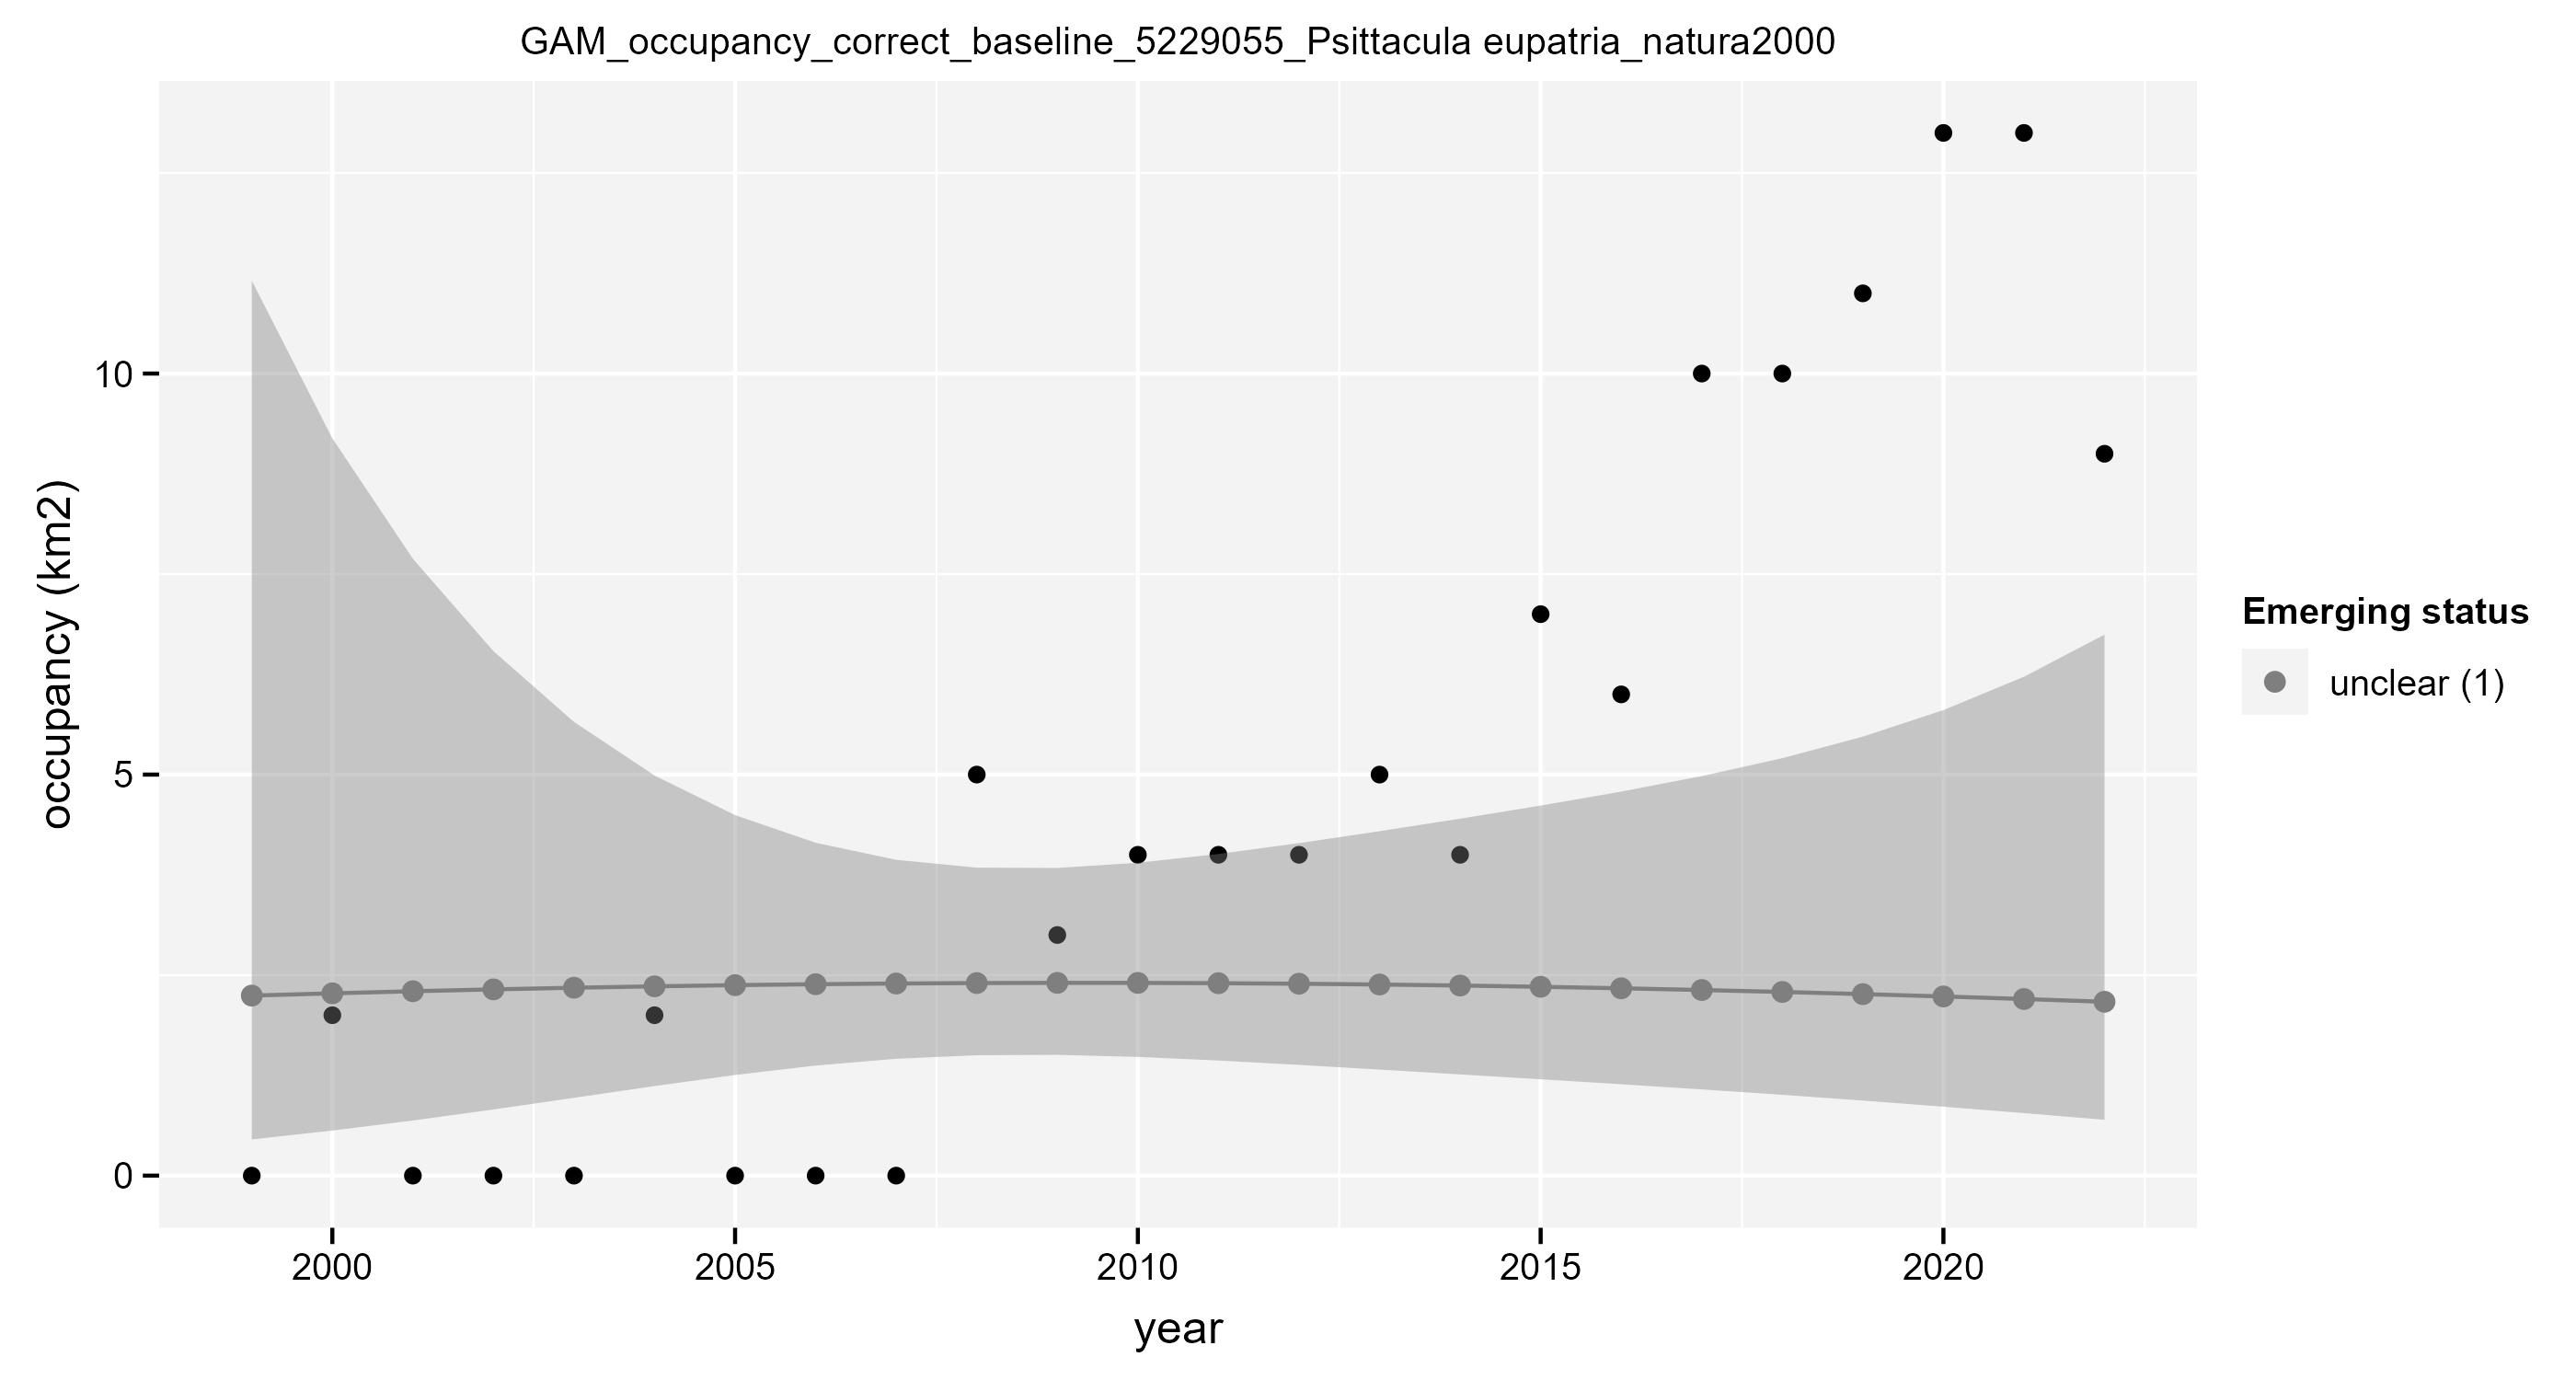 GAM_occupancy_correct_baseline_5229055_Psittacula eupatria_natura2000
occupancy (km2)
10
5
0
2000
2005
2010
2015
2020
year
Emerging status
unclear (1)